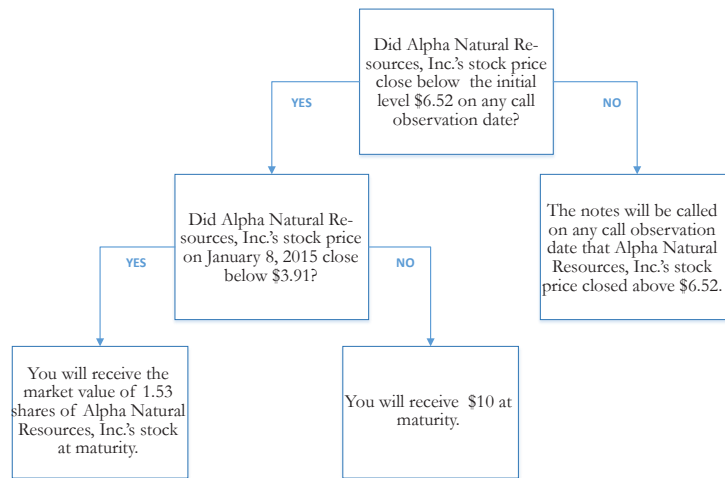 Did Alpha Natural Re-
sources, Inc.'s stock price
close below the initial
level $6.52 on any call
observation date?
YES
NO
Did Alpha Natural Re-
sources, Inc.'s stock price
on January 8, 2015 close
below $3.91?
The notes will be called
on any call observation
date that Alpha Natural
Resources, Inc.'s stock
price closed above $6.52.
YES
NO
You will receive the
market value of 1.53
shares of Alpha Natural
Resources, Inc.'s stock
at maturity.
You will receive $10 at
maturity.